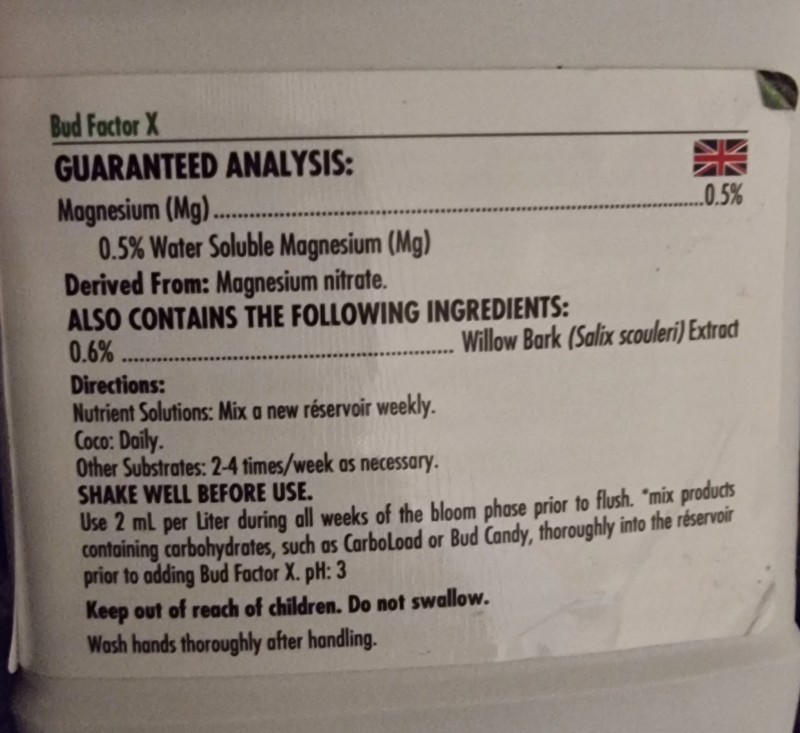 Bud Factor X
GUARANTEED ANALYSIS:
Magnesium (Mg)........................................................................0.5%
0.5% Water Soluble Magnesium (Mg)
Derived From: Magnesium nitrate.
ALSO CONTAINS THE FOLLOWING INGREDIENTS:
0.6% .................................................. Willow Bark (Salix scouleri) Extract
Directions:
Nutrient Solutions: Mix a new réservoir weekly.
Coco: Daily.
Other Substrates: 2-4 times/week as necessary.
SHAKE WELL BEFORE USE.
Use 2 mL per Liter during all weeks of the bloom phase prior to flush. *mix products
containing carbohydrates, such as CarboLoad or Bud Candy, thoroughly into the réservoir
prior to adding Bud Factor X. pH: 3
Keep out of reach of children. Do not swallow.
Wash hands thoroughly after handling.